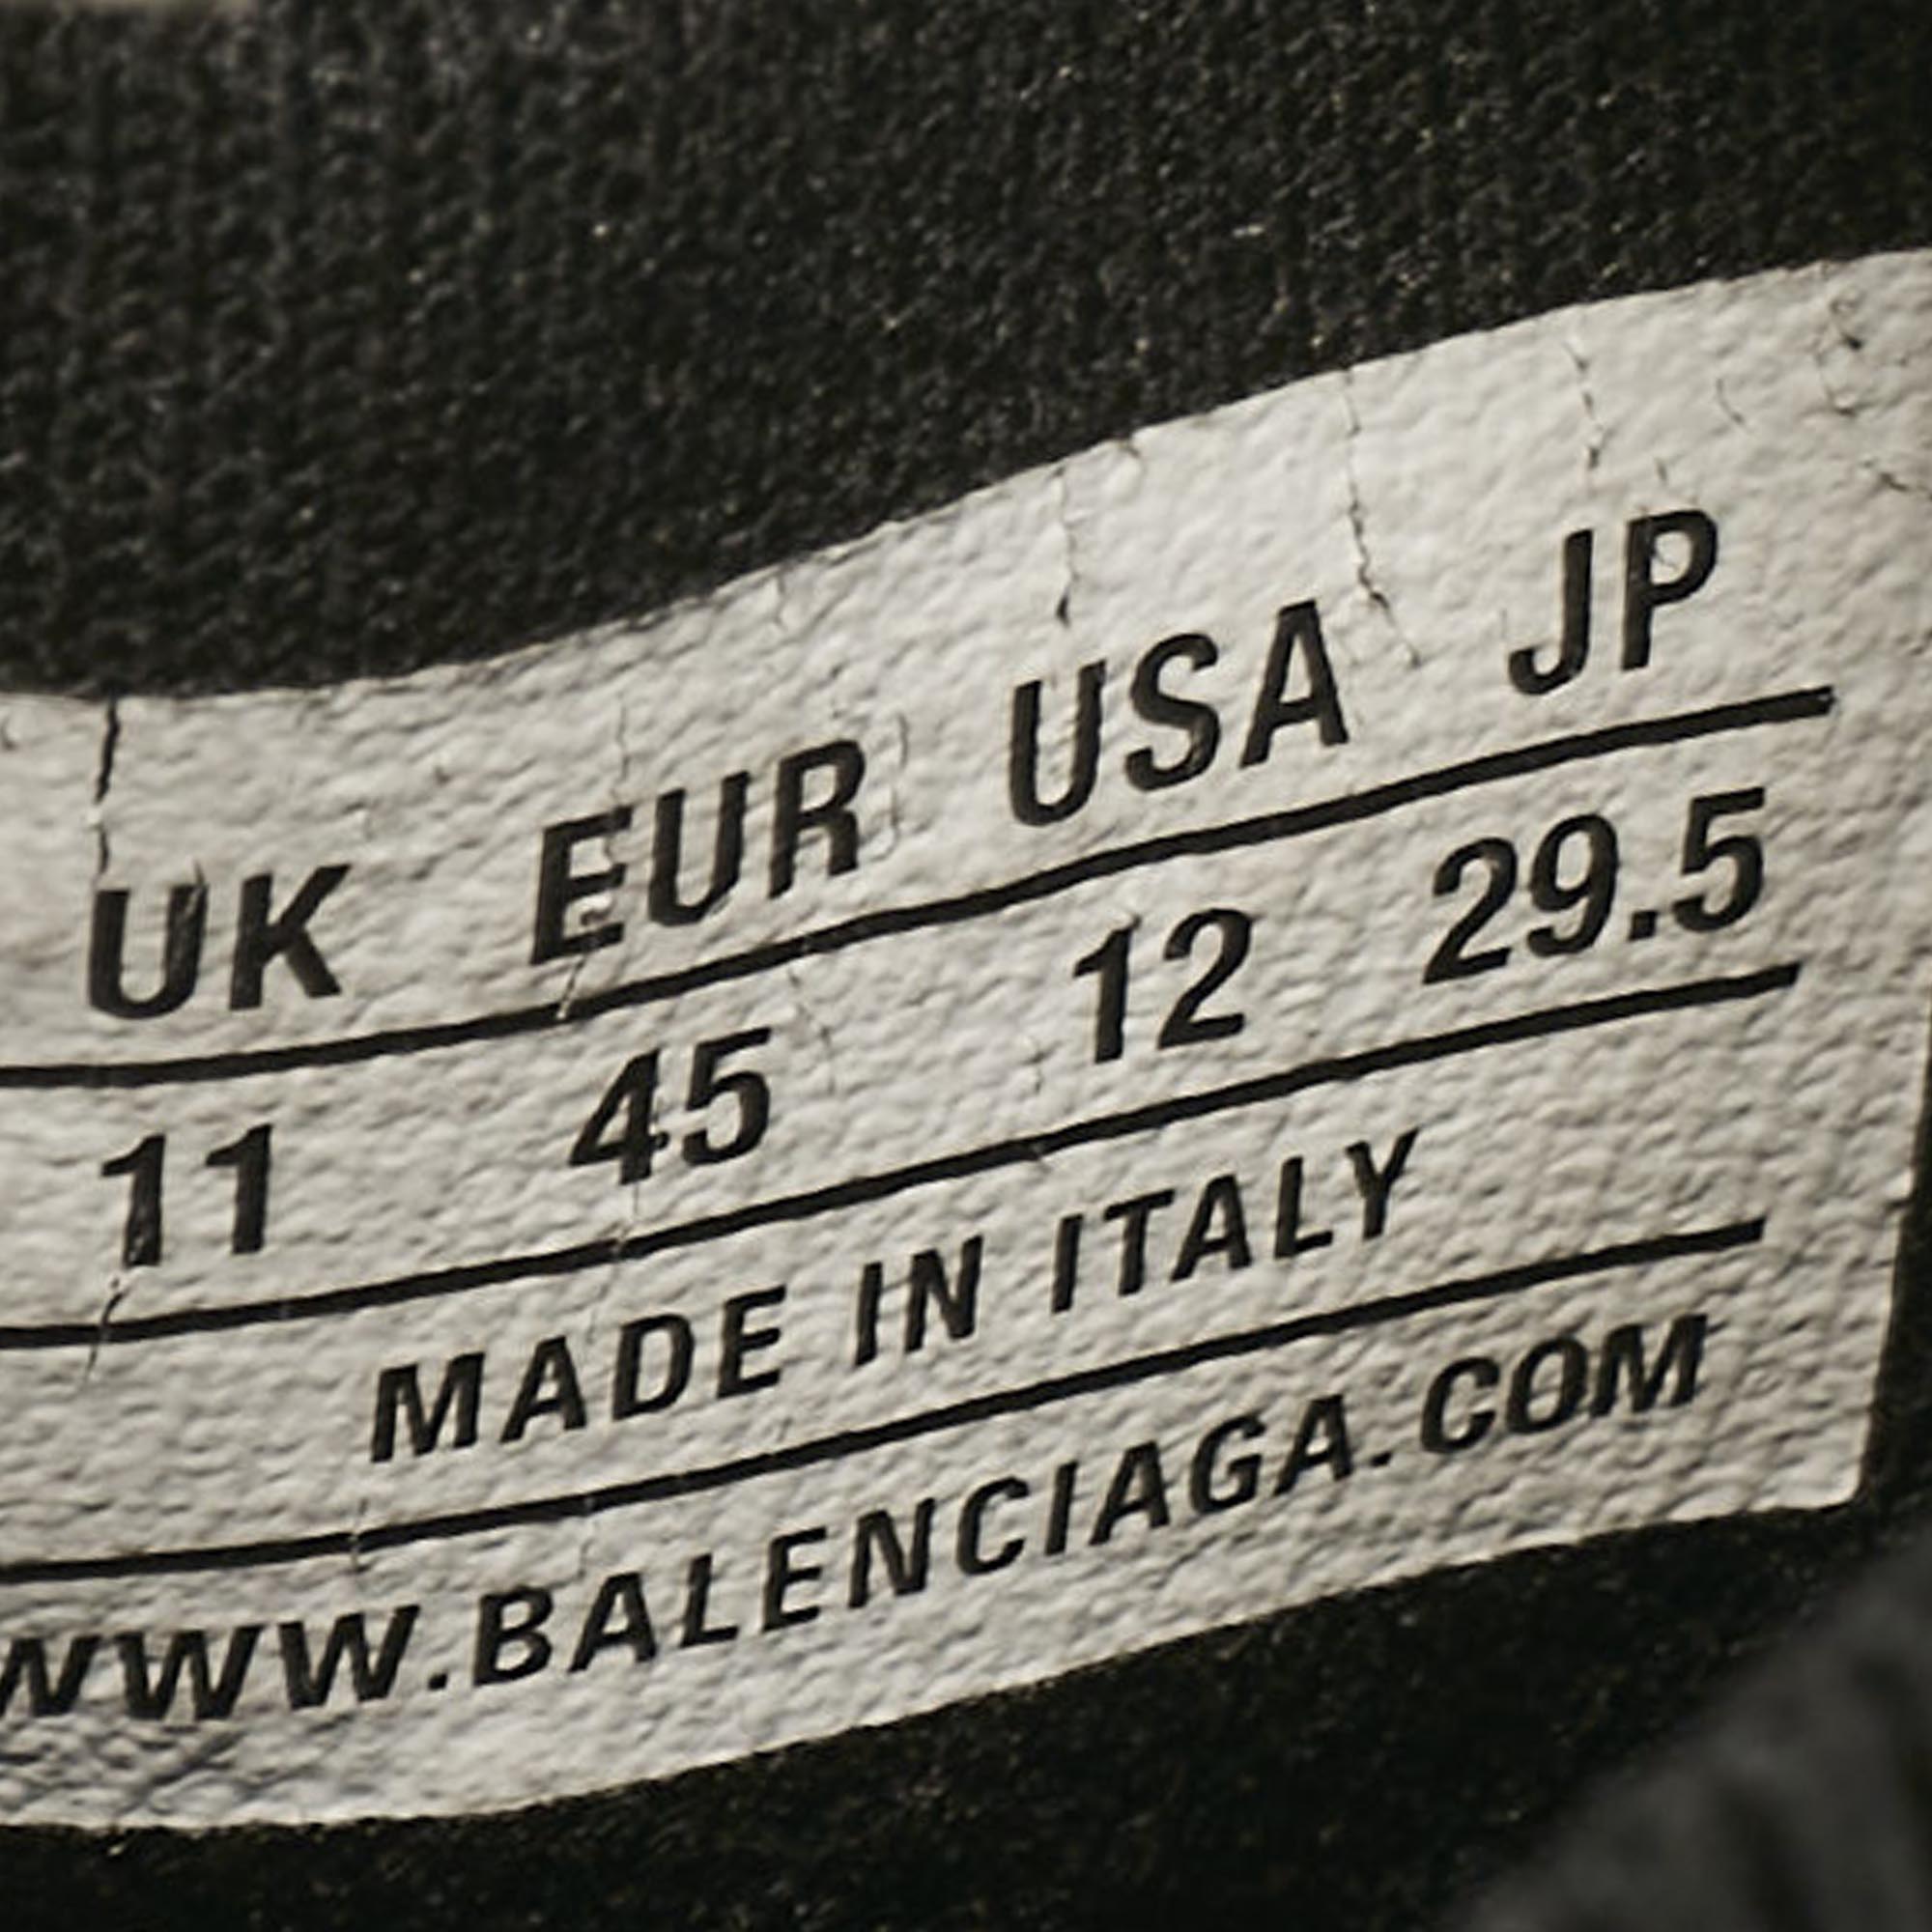 UK EUR USA JP
11 45 12 29.5
MADE IN ITALY
WWW.BALENCIAGA.COM